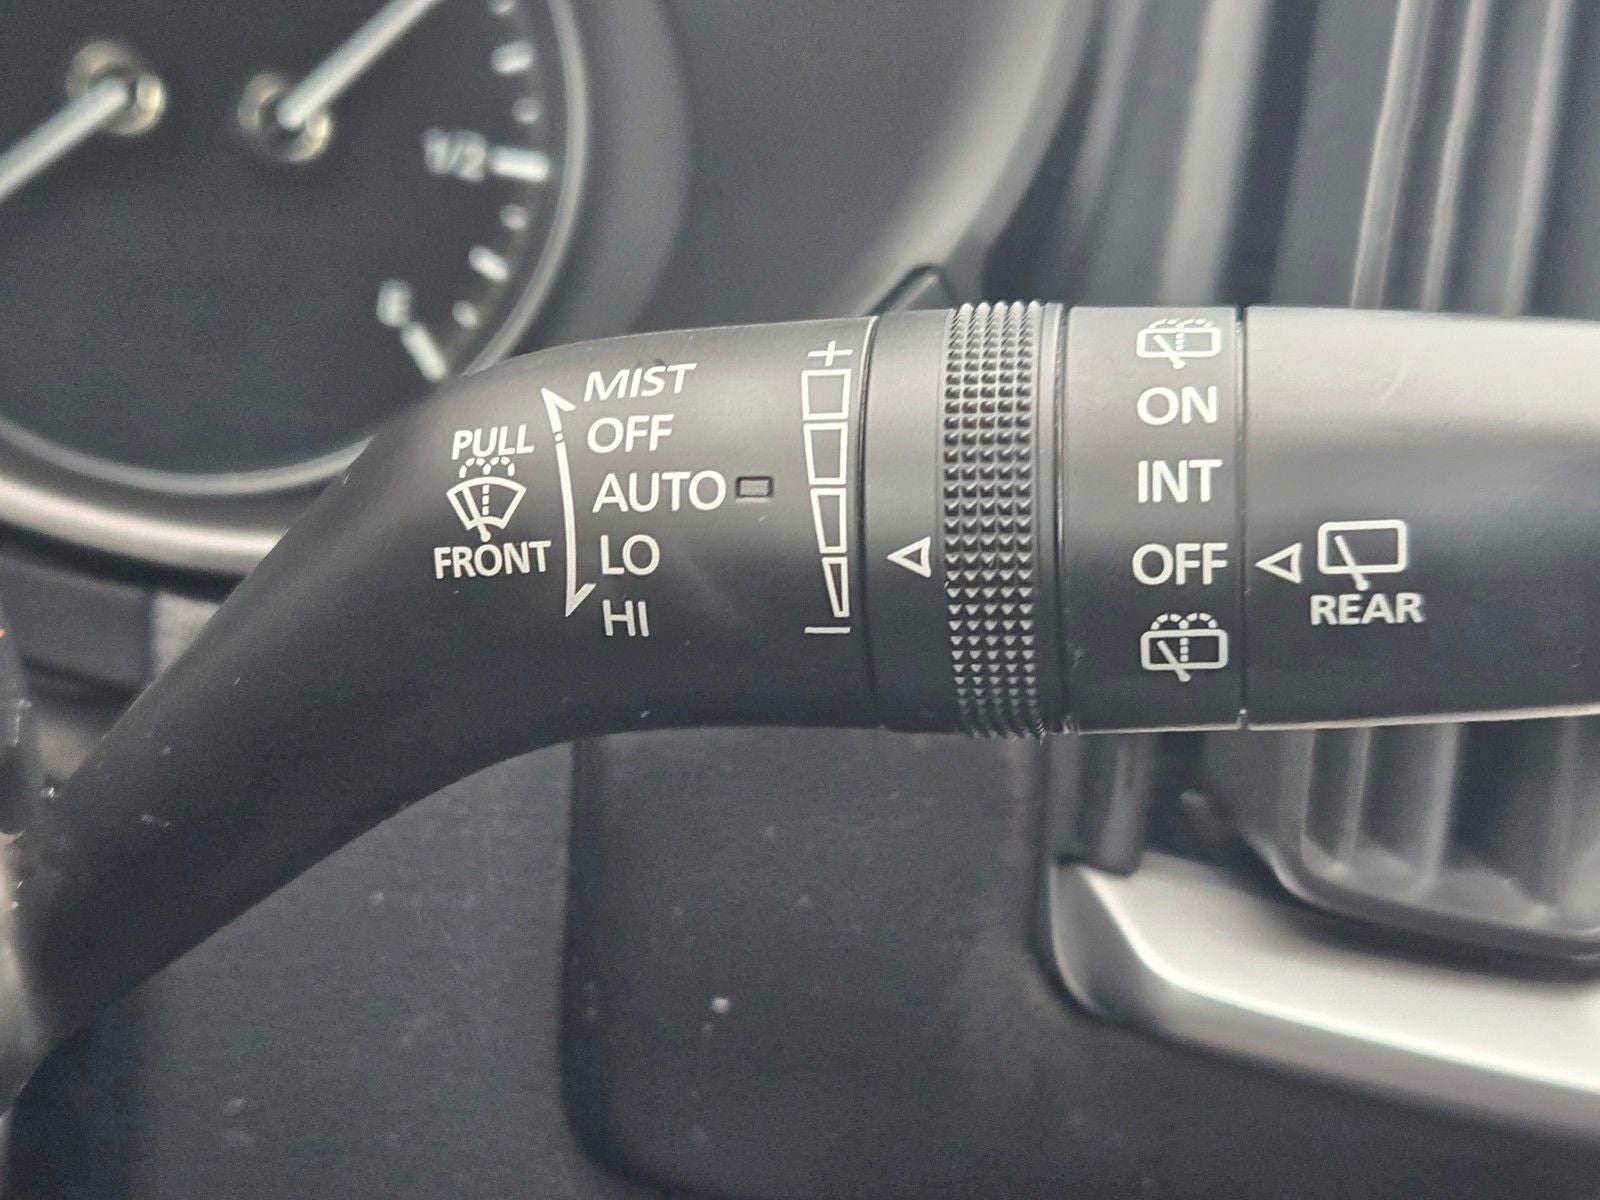 1/2
E
PULL
FRONT
MIST
OFF
AUTO
LO
HI
+
−
ON
INT
OFF
REAR